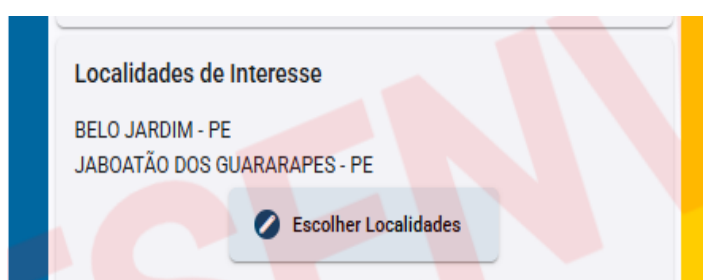 Localidades de Interesse
BELO JARDIM - PE
JABOATÃO DOS GUARARAPES - PE
Escolher Localidades